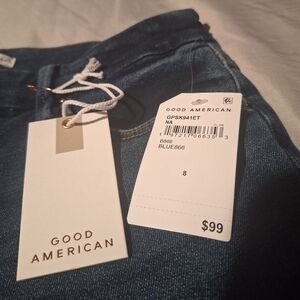 GOOD
AMERICAN
GOOD AMERICAN
GPSK941ET
NA
B866
BLUE866
8
$99